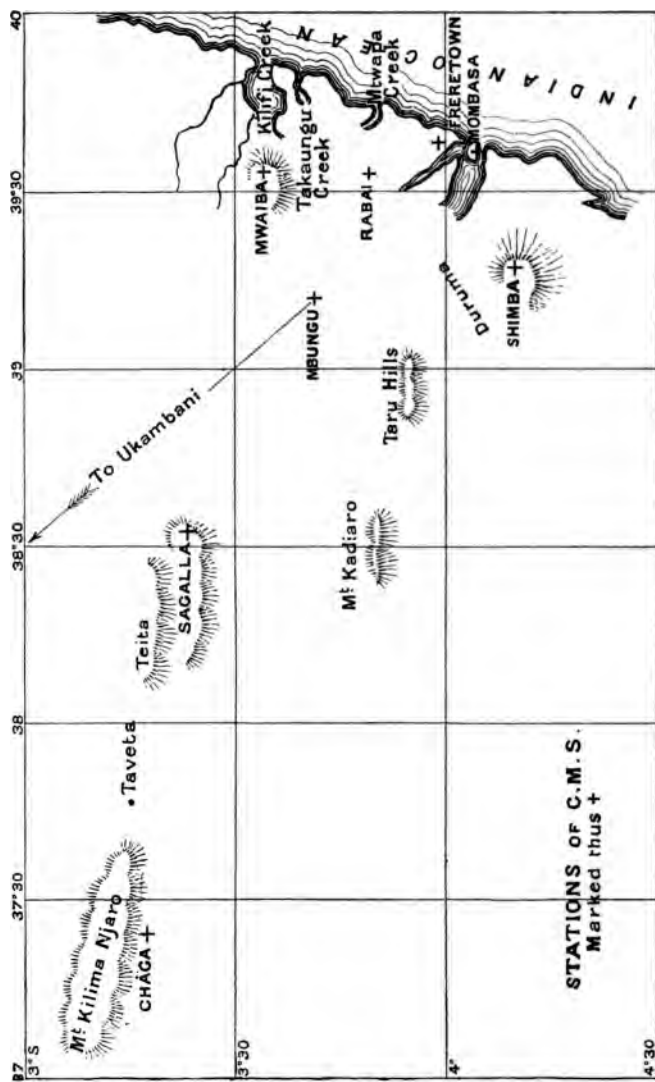 37
37°30
38
38°30
39
39°30
40
3° S
3°30
4°
4°30
Mt Kilima Njaro
CHÄGA
Taveta
Teita
SAGALLA
To Ukambani
Mt Kadiaro
Taru Hills
MBUNGU
MWAIBA
Kilifi Creek
Takaungu
Creek
Mtwapa
Creek
RABAI
FRERETOWN
MOMBASA
Duruma
SHIMBA
INDIAN OCEAN
STATIONS OF C.M.S.
Marked thus +